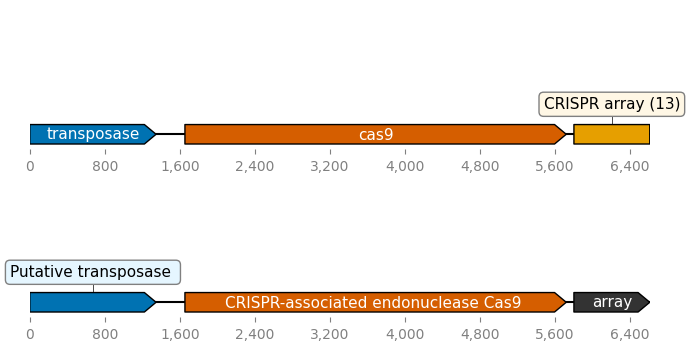 CRISPR array (13)
transposase cas9
0 800 1,600 2,400 3,200 4,000 4,800 5,600 6,400
Putative transposase
CRISPR-associated endonuclease Cas9 array
0 800 1,600 2,400 3,200 4,000 4,800 5,600 6,400